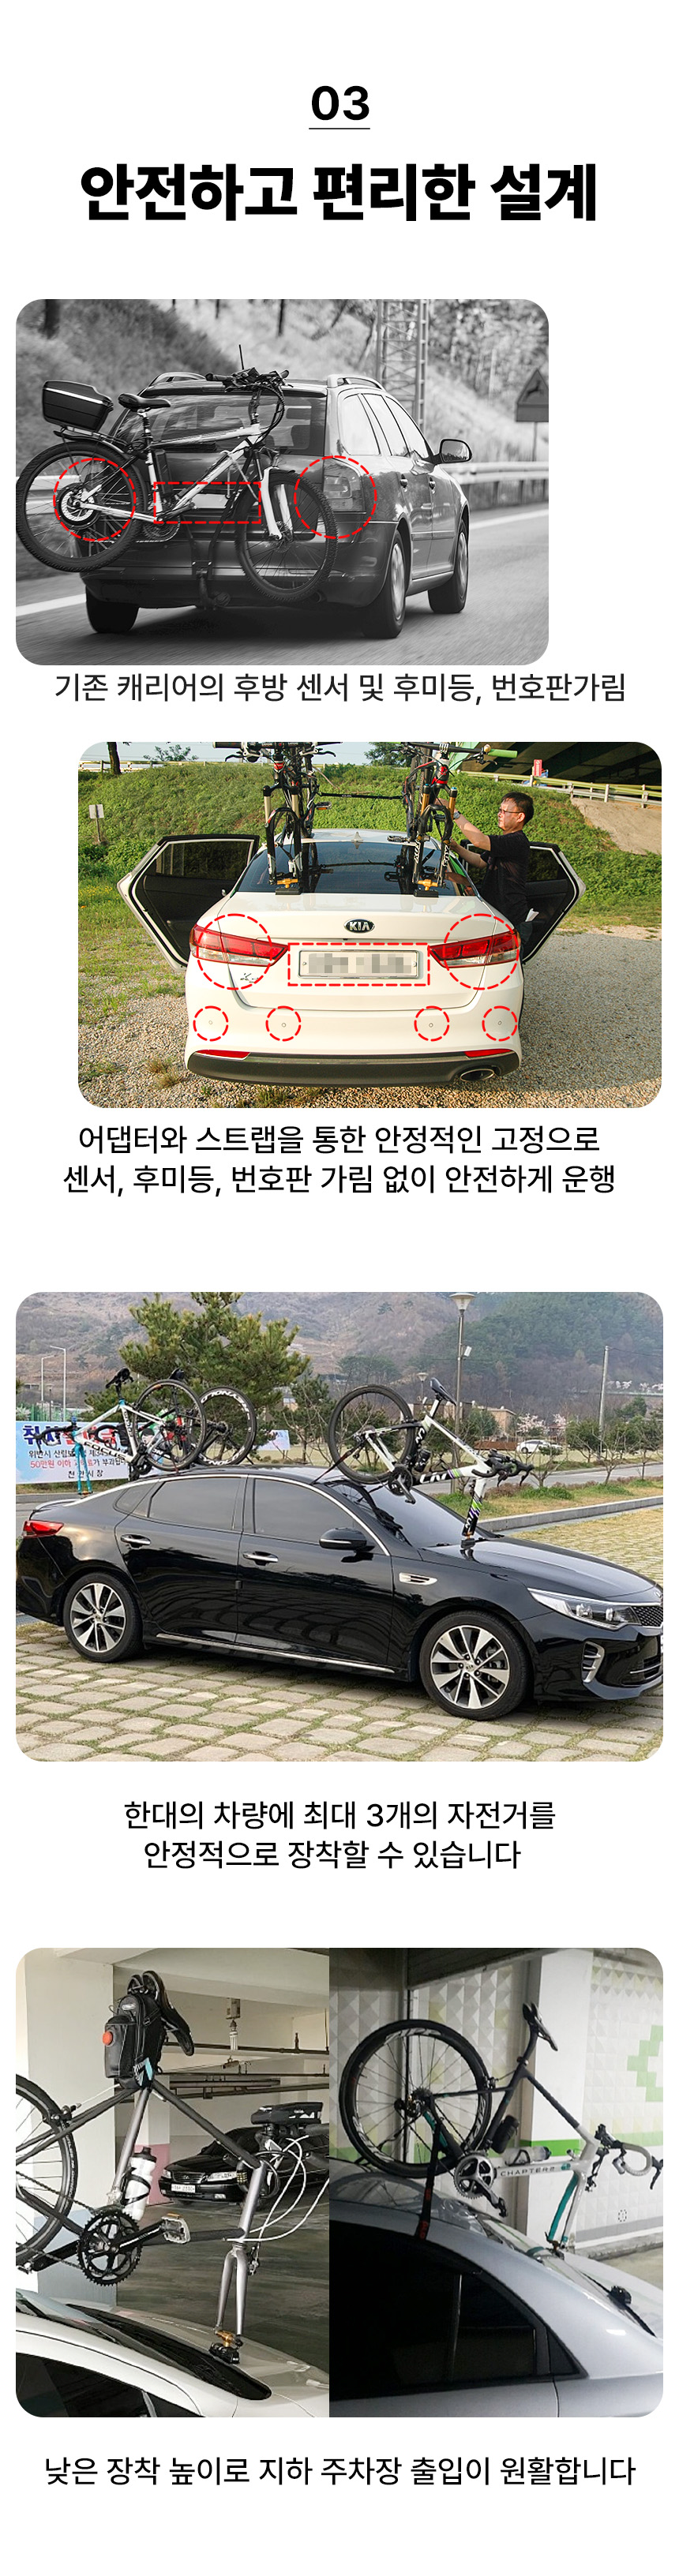 03
안전하고 편리한 설계
기존 캐리어의 후방 센서 및 후미등, 번호판가림
KIA
어댑터와 스트랩을 통한 안정적인 고정으로
센서, 후미등, 번호판 가림 없이 안전하게 운행
한대의 차량에 최대 3개의 자전거를
안정적으로 장착할 수 있습니다
CHAPTER2
낮은 장착 높이로 지하 주차장 출입이 원활합니다